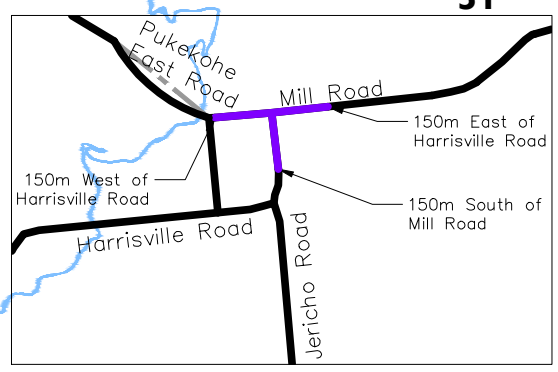 Pukekohe
East Road
Mill Road
150m East of
Harrisville Road
150m West of
Harrisville Road
150m South of
Mill Road
Harrisville Road
Jericho Road